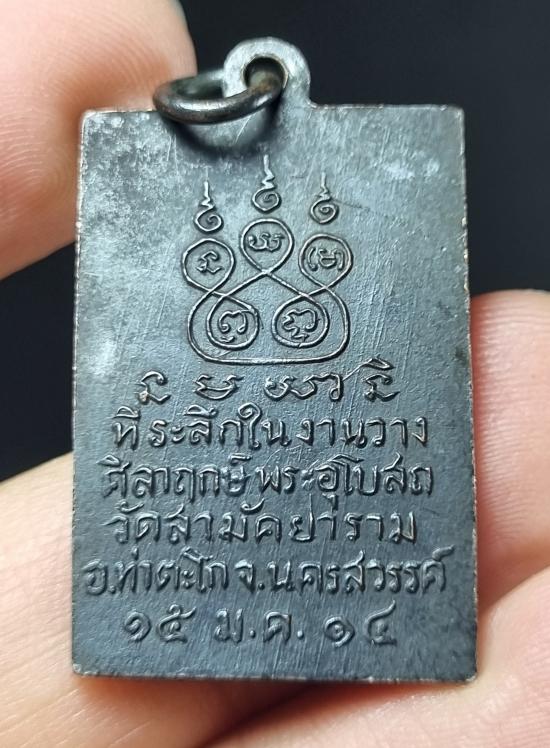 ที่ระลึกในงานวาง
ศิลาฤกษ์พระอุโบสถ
วัดสามัคยาราม
อ.ท่าตะโกจ.นครสวรรค์
๑๕ ม.ค. ๑๔